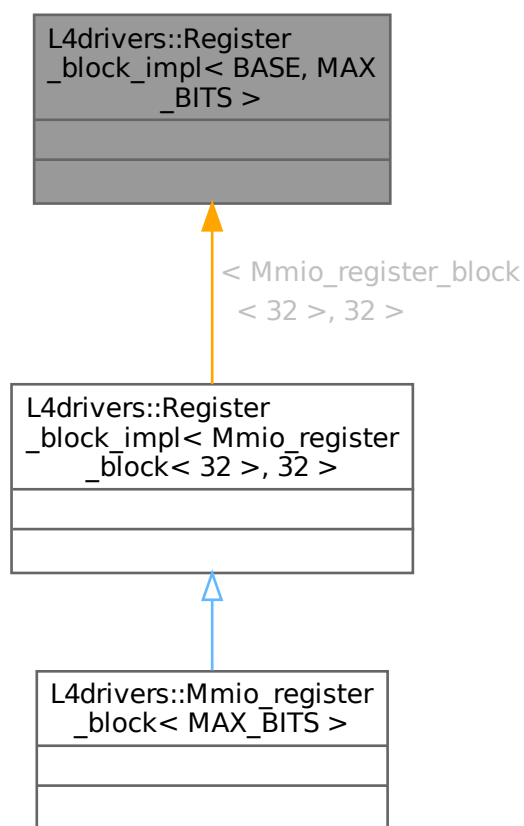 L4drivers::Register
_block_impl< BASE, MAX
_BITS >
< Mmio_register_block
< 32 >, 32 >
L4drivers::Register
_block_impl< Mmio_register
_block< 32 >, 32 >
L4drivers::Mmio_register
_block< MAX_BITS >